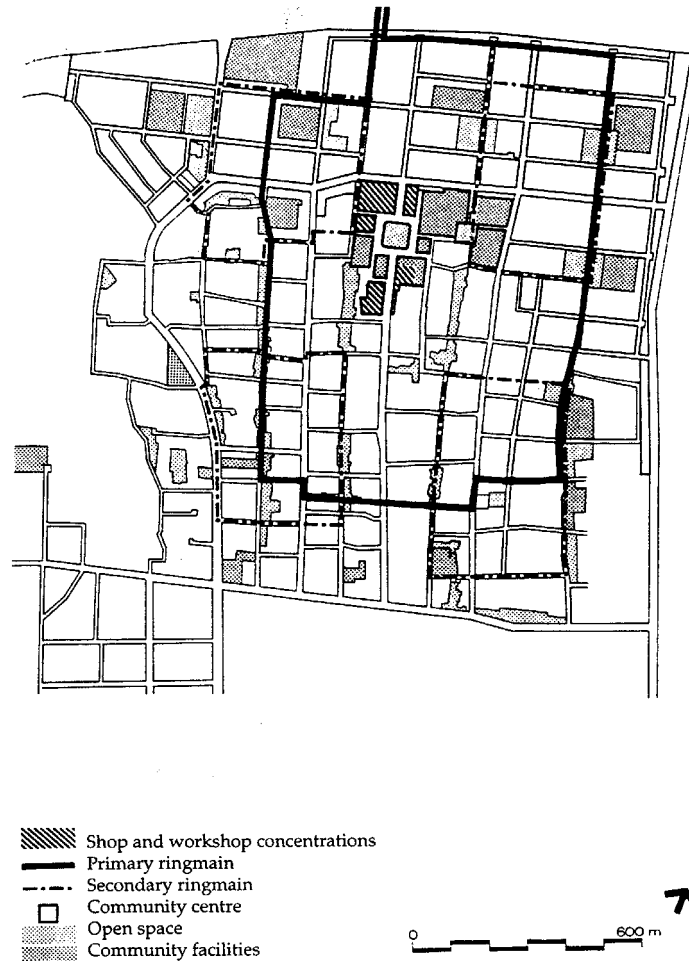 Shop and workshop concentrations
Primary ringmain
Secondary ringmain
Community centre
Open space
Community facilities
0 600 m